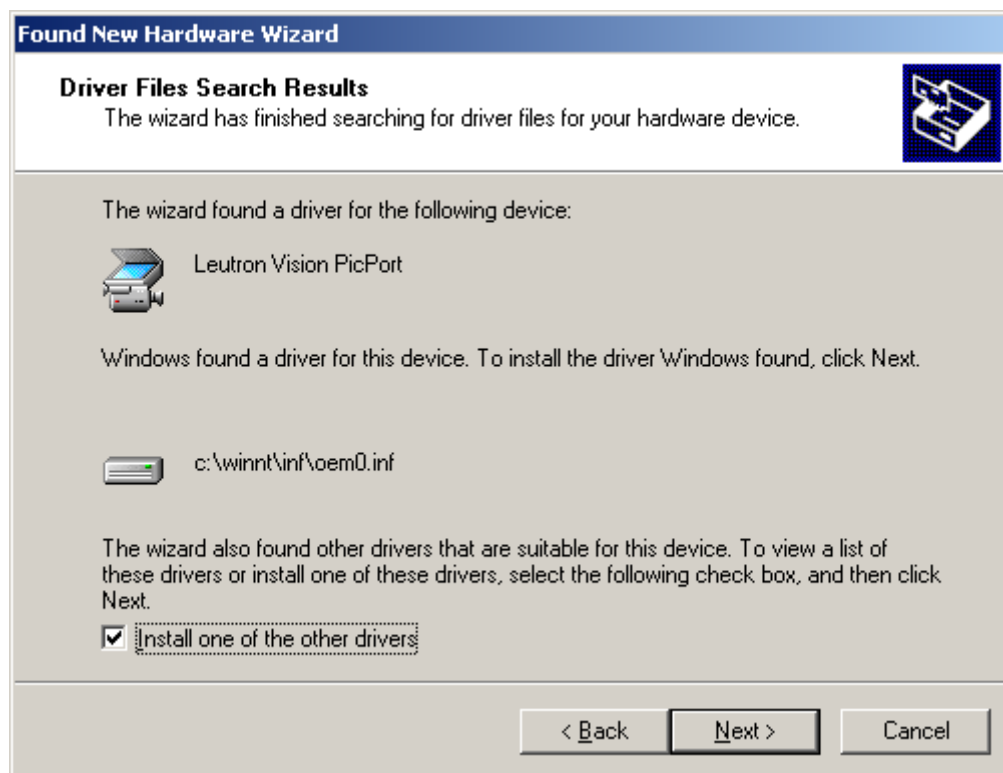 Found New Hardware Wizard
Driver Files Search Results
The wizard has finished searching for driver files for your hardware device.
The wizard found a driver for the following device:
Leutron Vision PicPort
Windows found a driver for this device. To install the driver Windows found, click Next.
c:\winnt\inf\oem0.inf
The wizard also found other drivers that are suitable for this device. To view a list of
these drivers or install one of these drivers, select the following check box, and then click
Next.
Install one of the other drivers
< Back Next > Cancel